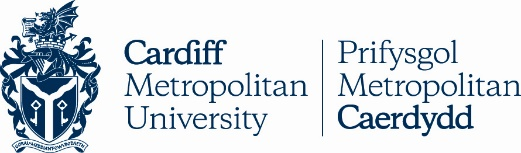 Cardiff
Metropolitan
University
Prifysgol
Metropolitan
Caerdydd